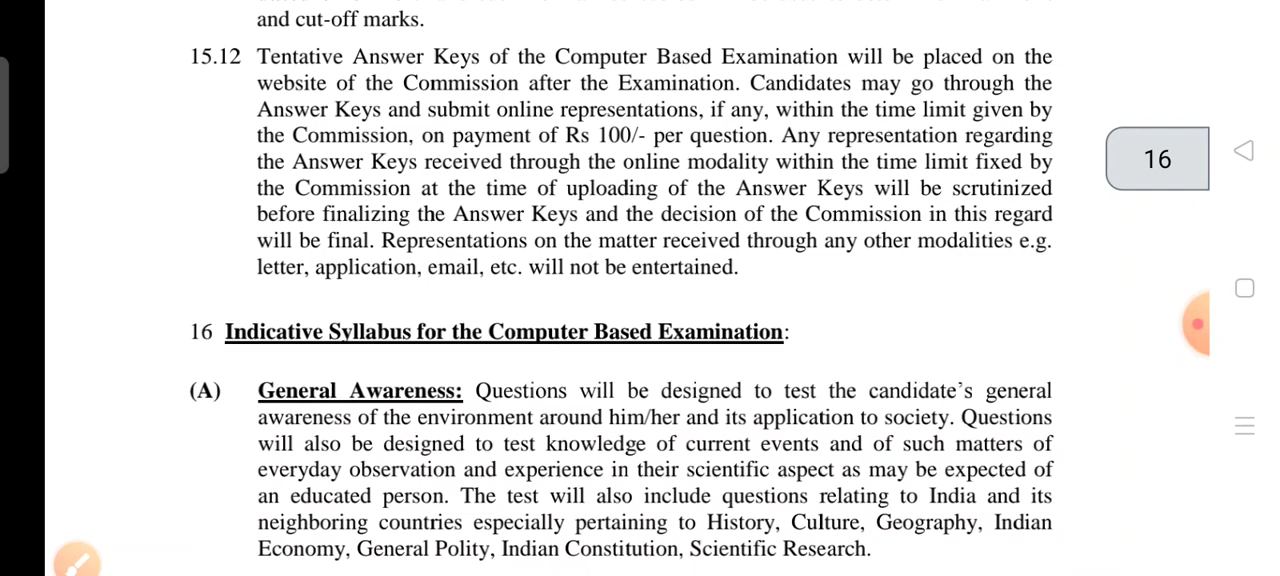 and cut-off marks.
15.12 Tentative Answer Keys of the Computer Based Examination will be placed on the
website of the Commission after the Examination. Candidates may go through the
Answer Keys and submit online representations, if any, within the time limit given by
the Commission, on payment of Rs 100/- per question. Any representation regarding
the Answer Keys received through the online modality within the time limit fixed by
the Commission at the time of uploading of the Answer Keys will be scrutinized
before finalizing the Answer Keys and the decision of the Commission in this regard
will be final. Representations on the matter received through any other modalities e.g.
letter, application, email, etc. will not be entertained.
16
16 Indicative Syllabus for the Computer Based Examination:
(A) General Awareness: Questions will be designed to test the candidate's general
awareness of the environment around him/her and its application to society. Questions
will also be designed to test knowledge of current events and of such matters of
everyday observation and experience in their scientific aspect as may be expected of
an educated person. The test will also include questions relating to India and its
neighboring countries especially pertaining to History, Culture, Geography, Indian
Economy, General Polity, Indian Constitution, Scientific Research.